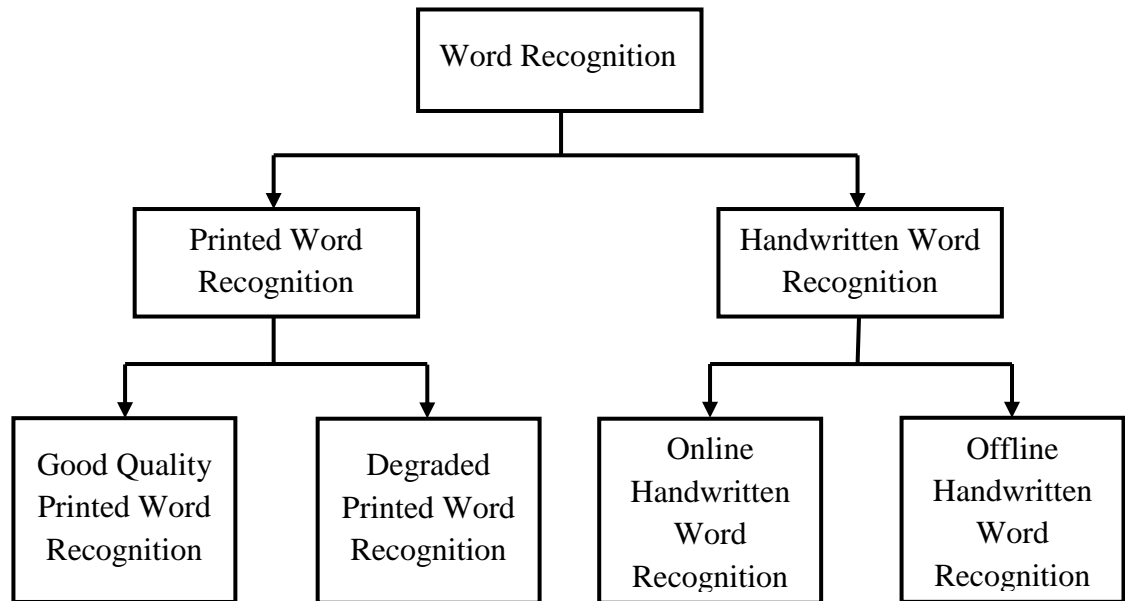 Word Recognition
Printed Word
Recognition
Handwritten Word
Recognition
Good Quality
Printed Word
Recognition
Degraded
Printed Word
Recognition
Online
Handwritten
Word
Recognition
Offline
Handwritten
Word
Recognition